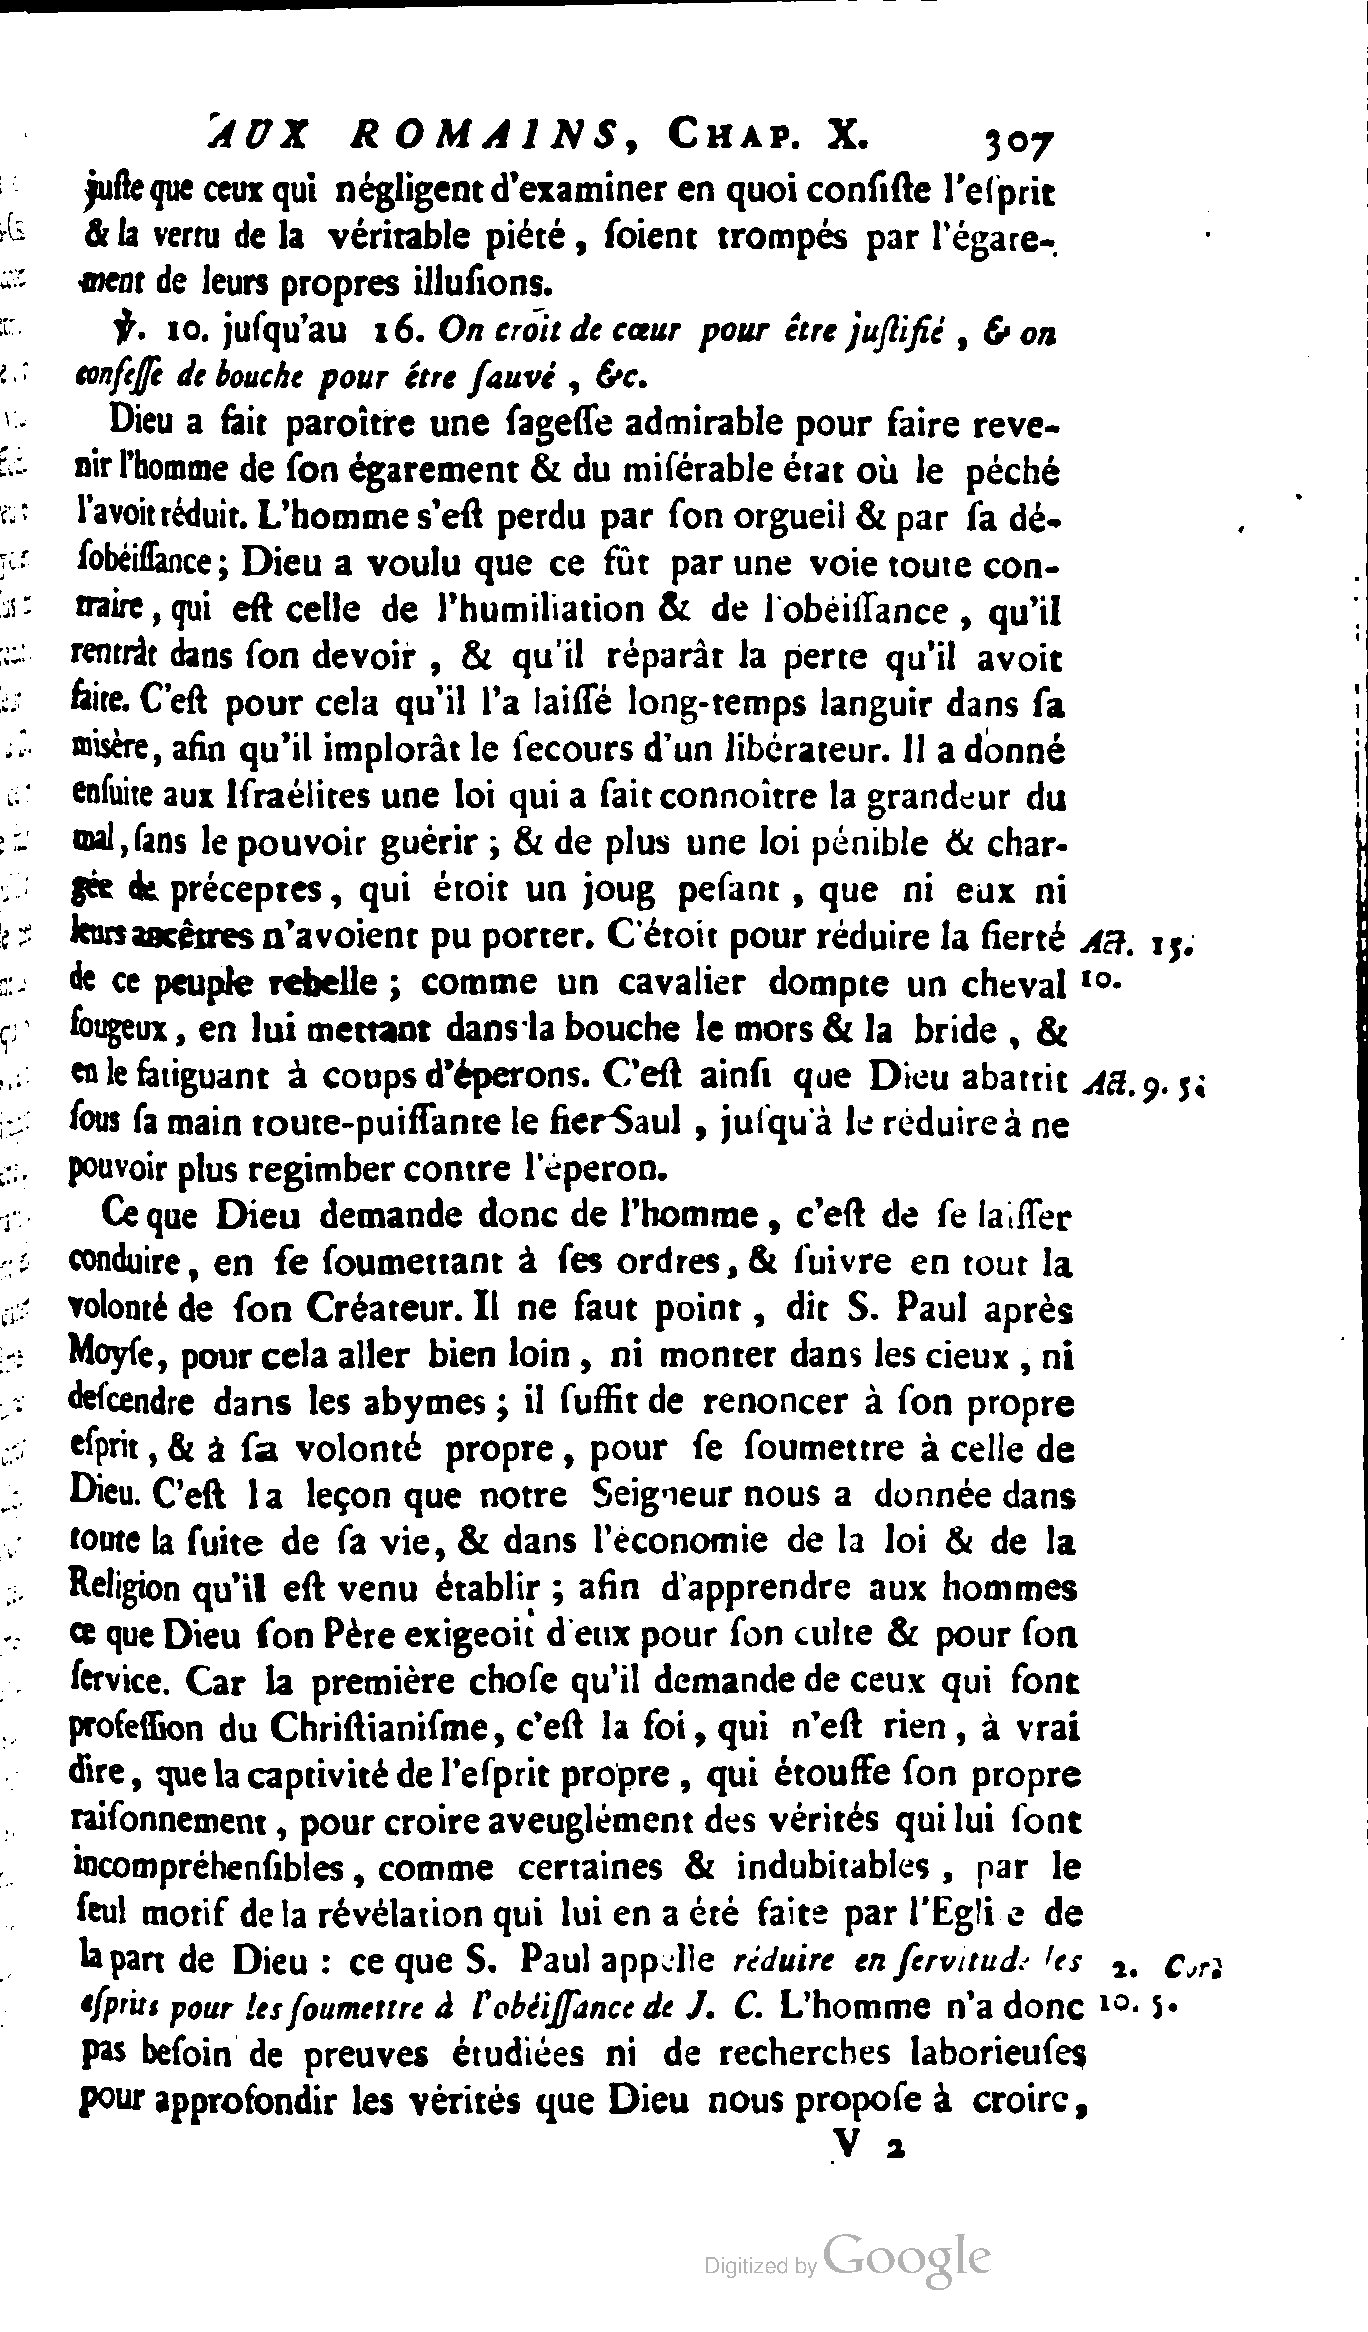 AUX ROMAINS, CHAP. X. 307
juſte que ceux qui négligent d'examiner en quoi conſiſte l'eſprit
& la vertu de la véritable piété, ſoient trompés par l'égare-
ment de leurs propres illuſions.
℣. 10. juſqu'au 16. On croit de cœur pour être juſtifié, & on
confeſſe de bouche pour être ſauvé, &c.
Dieu a fait paroître une ſageſſe admirable pour faire reve-
nir l'homme de ſon égarement & du miſérable état où le péché
l'avoit réduit. L'homme s'eſt perdu par ſon orgueil & par ſa dé-
ſobéiſſance; Dieu a voulu que ce fût par une voie toute con-
traire, qui eſt celle de l'humiliation & de l'obéiſſance, qu'il
rentrât dans ſon devoir, & qu'il réparât la perte qu'il avoit
faite. C'eſt pour cela qu'il l'a laiſſé long-temps languir dans ſa
misère, afin qu'il implorât le ſecours d'un libérateur. Il a donné
enſuite aux Iſraélites une loi qui a fait connoître la grandeur du
mal, ſans le pouvoir guérir; & de plus une loi pénible & char-
gée de préceptes, qui étoit un joug peſant, que ni eux ni
leurs ancêtres n'avoient pu porter. C'étoit pour réduire la fierté Act. 15.
de ce peuple rebelle; comme un cavalier dompte un cheval 10.
fougeux, en lui mettant dans la bouche le mors & la bride, &
en le fatiguant à coups d'éperons. C'eſt ainſi que Dieu abattit Act. 9. 5.
ſous ſa main toute-puiſſante le fier Saul, juſqu'à le réduire à ne
pouvoir plus regimber contre l'éperon.
Ce que Dieu demande donc de l'homme, c'eſt de ſe laiſſer
conduire, en ſe ſoumettant à ſes ordres, & ſuivre en tout la
volonté de ſon Créateur. Il ne faut point, dit S. Paul après
Moyſe, pour cela aller bien loin, ni monter dans les cieux, ni
deſcendre dans les abymes; il ſuffit de renoncer à ſon propre
eſprit, & à ſa volonté propre, pour ſe ſoumettre à celle de
Dieu. C'eſt la leçon que notre Seigneur nous a donnée dans
toute la ſuite de ſa vie, & dans l'économie de la loi & de la
Religion qu'il eſt venu établir; afin d'apprendre aux hommes
ce que Dieu ſon Père exigeoit d'eux pour ſon culte & pour ſon
ſervice. Car la première choſe qu'il demande de ceux qui font
profeſſion du Chriſtianiſme, c'eſt la foi, qui n'eſt rien, à vrai
dire, que la captivité de l'eſprit propre, qui étouffe ſon propre
raiſonnement, pour croire aveuglément des vérités qui lui ſont
incompréhenſibles, comme certaines & indubitables, par le
ſeul motif de la révélation qui lui en a été faite par l'Egliſe de
la part de Dieu : ce que S. Paul appelle réduire en ſervitude les 2. Cor.
eſprits pour les ſoumettre à l'obéiſſance de J. C. L'homme n'a donc 10. 5.
pas beſoin de preuves étudiées ni de recherches laborieuſes
pour approfondir les vérités que Dieu nous propoſe à croire,
V 2
Digitized by Google